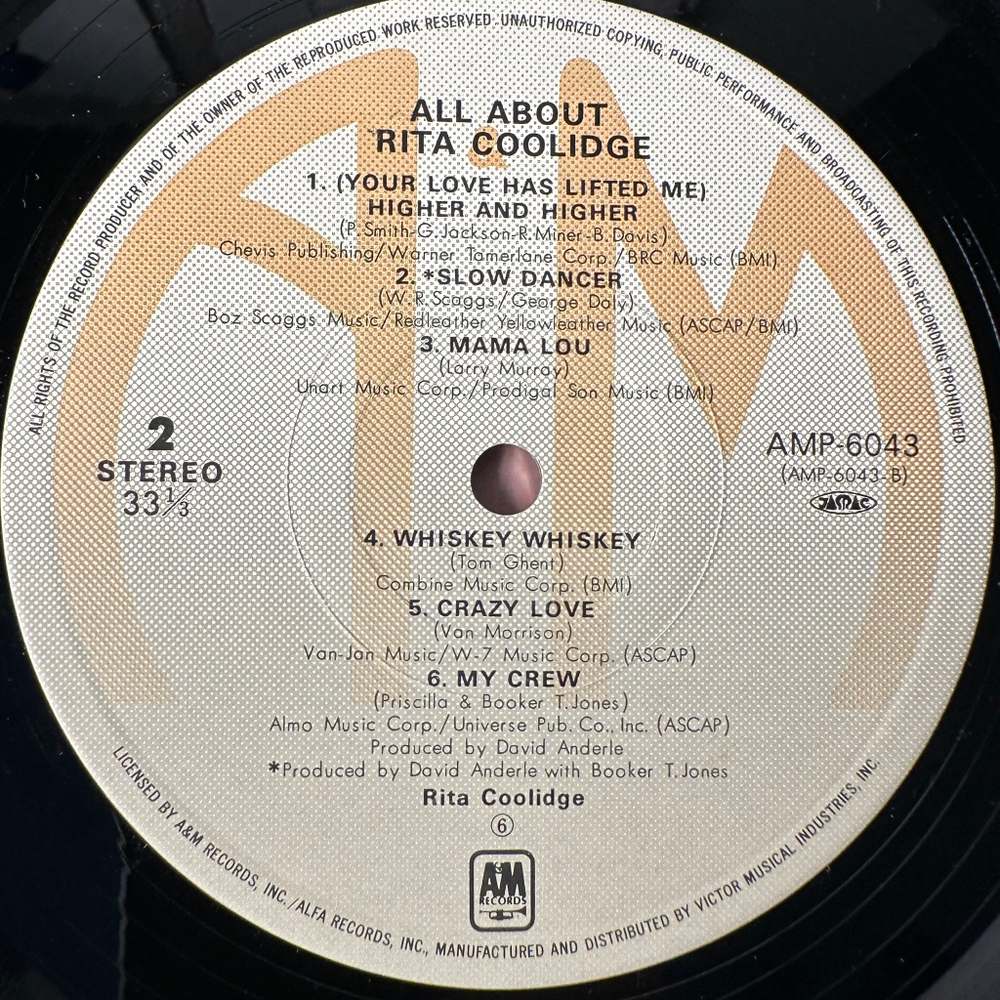 ALL RIGHTS OF THE RECORD PRODUCER AND OF THE OWNER OF THE REPRODUCED WORK RESERVED. UNAUTHORIZED COPYING, PUBLIC PERFORMANCE AND BROADCASTING OF THIS RECORDING PROHIBITED
ALL ABOUT
RITA COOLIDGE
1. (YOUR LOVE HAS LIFTED ME)
HIGHER AND HIGHER
(P. Smith-G. Jackson-R. Miner-B. Davis)
Chevis Publishing/Warner Tamerlane Corp./BRC Music (BMI)
2. *SLOW DANCER
(W. R. Scaggs/George Daly)
Boz Scaggs Music/Redleather Yellowleather Music (ASCAP/BMI)
3. MAMA LOU
(Larry Murray)
Unart Music Corp./Prodigal Son Music (BMI)
2
STEREO
33 1/3
AMP-6043
(AMP-6043-B)
JASRAC
4. WHISKEY WHISKEY
(Tom Ghent)
Combine Music Corp. (BMI)
5. CRAZY LOVE
(Van Morrison)
Van-Jan Music/W-7 Music Corp. (ASCAP)
6. MY CREW
(Priscilla & Booker T. Jones)
Almo Music Corp./Universe Pub. Co., Inc. (ASCAP)
Produced by David Anderle
*Produced by David Anderle with Booker T. Jones
Rita Coolidge
⑥
A&M
RECORDS
LICENSED BY A&M RECORDS, INC./ALFA RECORDS, INC., MANUFACTURED AND DISTRIBUTED BY VICTOR MUSICAL INDUSTRIES, INC.